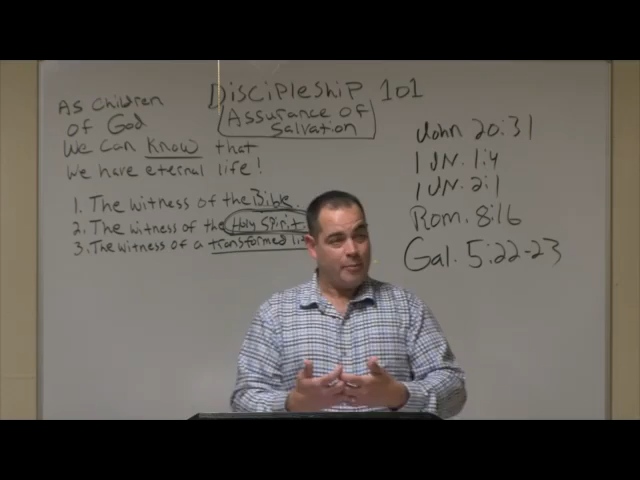 Discipleship 101
Assurance of
Salvation
As Children
of God
We Can Know that
We have eternal life!
1. The witness of the Bible.
2. The witness of the Holy Spirit.
3. The witness of a transformed
John 20:31
1 JN. 1:4
1 JN. 2:1
Rom. 8:16
Gal. 5:22-23